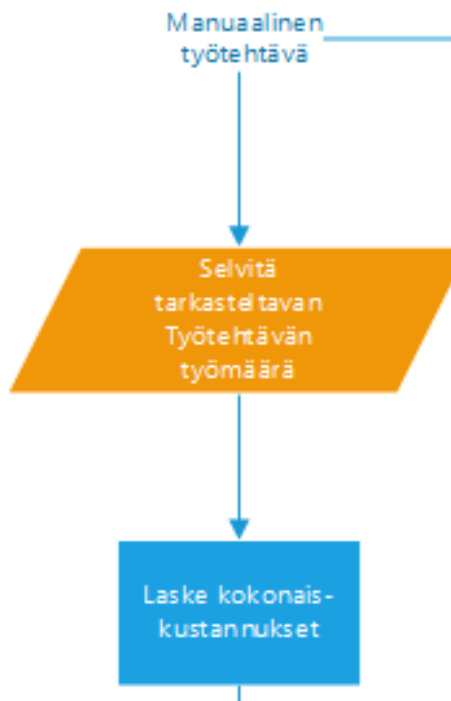 Manuaalinen
työtehtävä
Selvitä
tarkasteltavan
Työtehtävän
työmäärä
Laske kokonais-
kustannukset